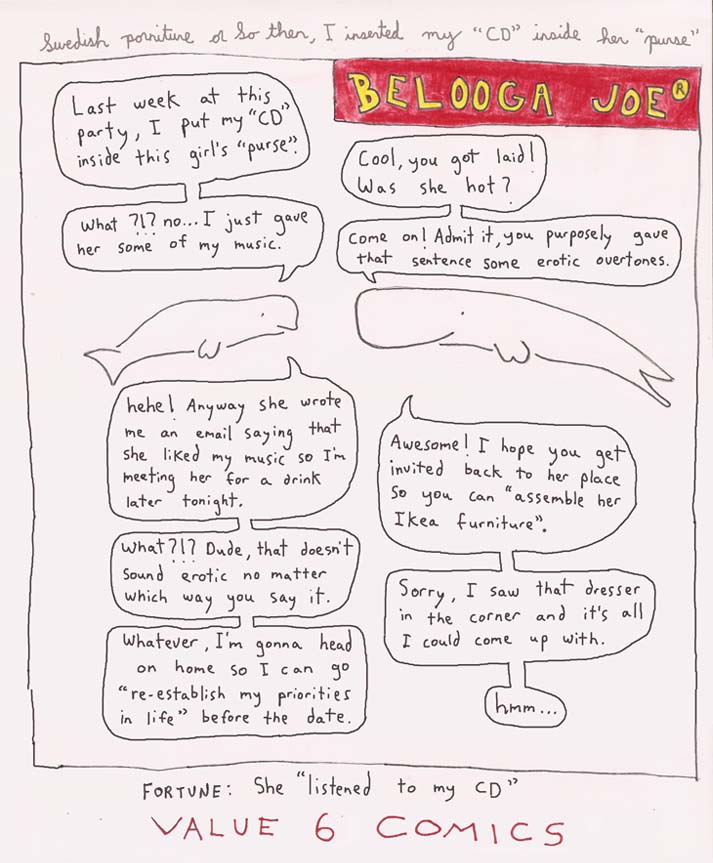 Swedish porniture or So then, I inserted my "CD" inside her "purse"
BELOOGA JOE®
Last week at this
party, I put my "CD"
inside this girl's "purse".
Cool, you got laid!
Was she hot?
What ?!? no... I just gave
her some of my music.
Come on! Admit it, you purposely gave
that sentence some erotic overtones.
hehe! Anyway she wrote
me an email saying that
she liked my music so I'm
meeting her for a drink
later tonight.
Awesome! I hope you get
invited back to her place
so you can "assemble her
Ikea furniture".
What?!? Dude, that doesn't
sound erotic no matter
which way you say it.
Sorry, I saw that dresser
in the corner and it's all
I could come up with.
Whatever, I'm gonna head
on home so I can go
"re-establish my priorities
in life" before the date.
hmm...
FORTUNE: She "listened to my CD"
VALUE 6 COMICS